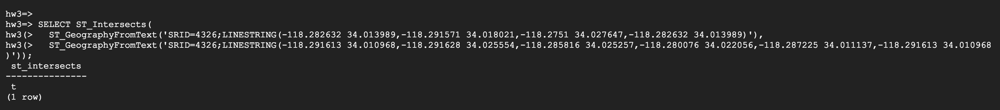 hw3=>
hw3=> SELECT ST_Intersects(
hw3(>   ST_GeographyFromText('SRID=4326;LINESTRING(-118.282632 34.013989,-118.291571 34.018021,-118.2751 34.027647,-118.282632 34.013989)'),
hw3(>   ST_GeographyFromText('SRID=4326;LINESTRING(-118.291613 34.010968,-118.291628 34.025554,-118.285816 34.025257,-118.280076 34.022056,-118.287225 34.011137,-118.291613 34.010968
)'));
 st_intersects
---------------
 t
(1 row)